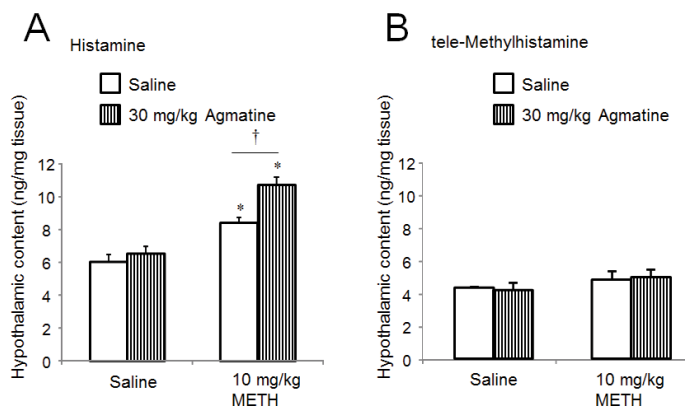 A
Histamine
Saline
30 mg/kg Agmatine
Hypothalamic content (ng/mg tissue)
†
12
10
8
6
4
2
0
*
*
Saline
10 mg/kg
METH
B
tele-Methylhistamine
Saline
30 mg/kg Agmatine
Hypothalamic content (ng/mg tissue)
12
10
8
6
4
2
0
Saline
10 mg/kg
METH